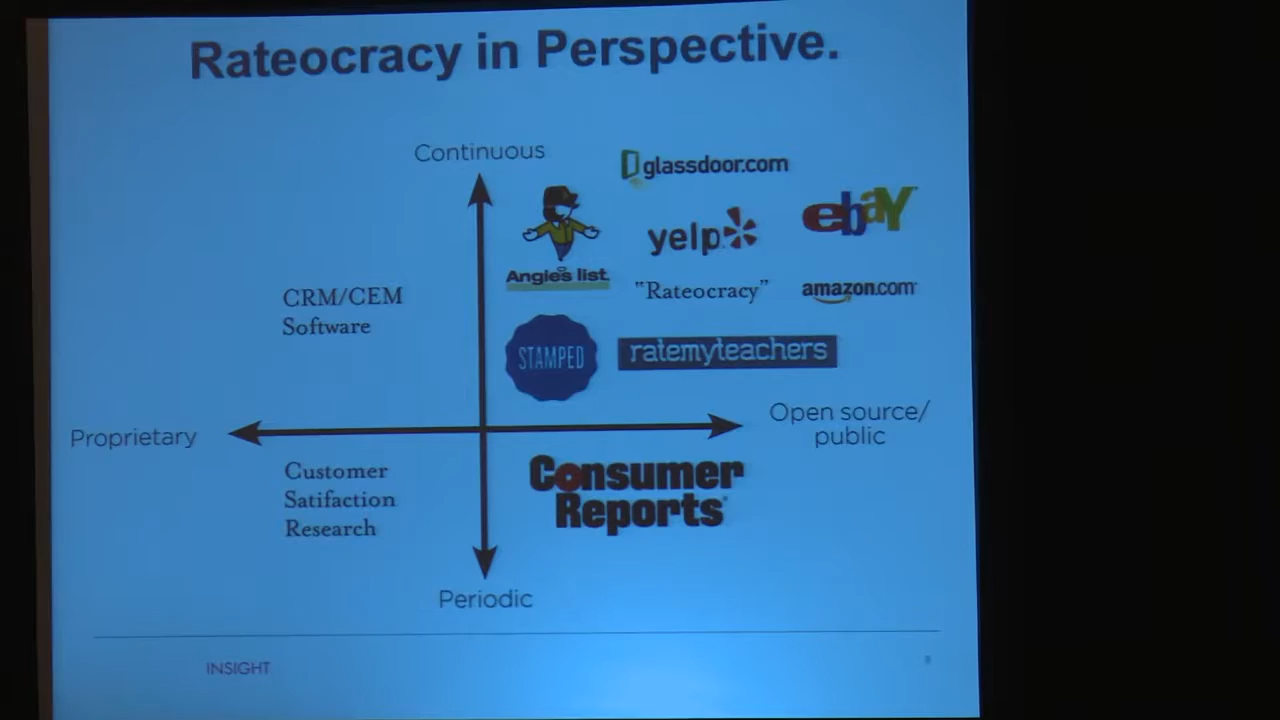 Rateocracy in Perspective.
Continuous
glassdoor.com
ebay
yelp
Angie's list.
"Rateocracy"
amazon.com
CRM/CEM
Software
STAMPED
ratemyteachers
Open source/
public
Proprietary
Customer
Satifaction
Research
Consumer
Reports
Periodic
INSIGHT